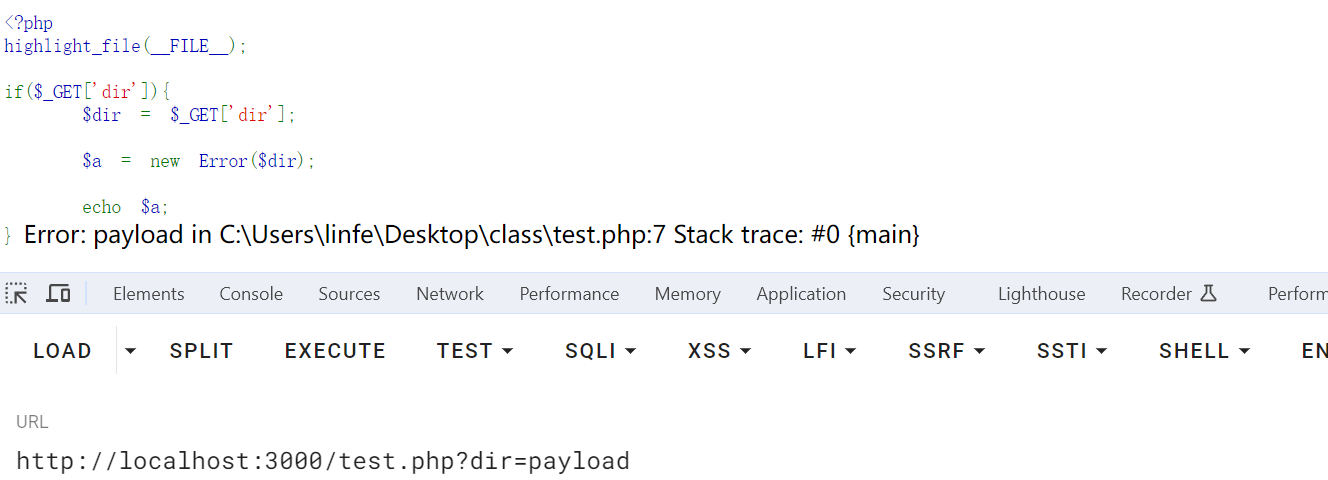 <?php
highlight_file(__FILE__);
if($_GET['dir']){
$dir = $_GET['dir'];
$a = new Error($dir);
echo $a;
} Error: payload in C:\Users\linfe\Desktop\class\test.php:7 Stack trace: #0 {main}
Elements Console Sources Network Performance Memory Application Security Lighthouse Recorder Perform
LOAD SPLIT EXECUTE TEST SQLI XSS LFI SSRF SSTI SHELL EN
URL
http://localhost:3000/test.php?dir=payload